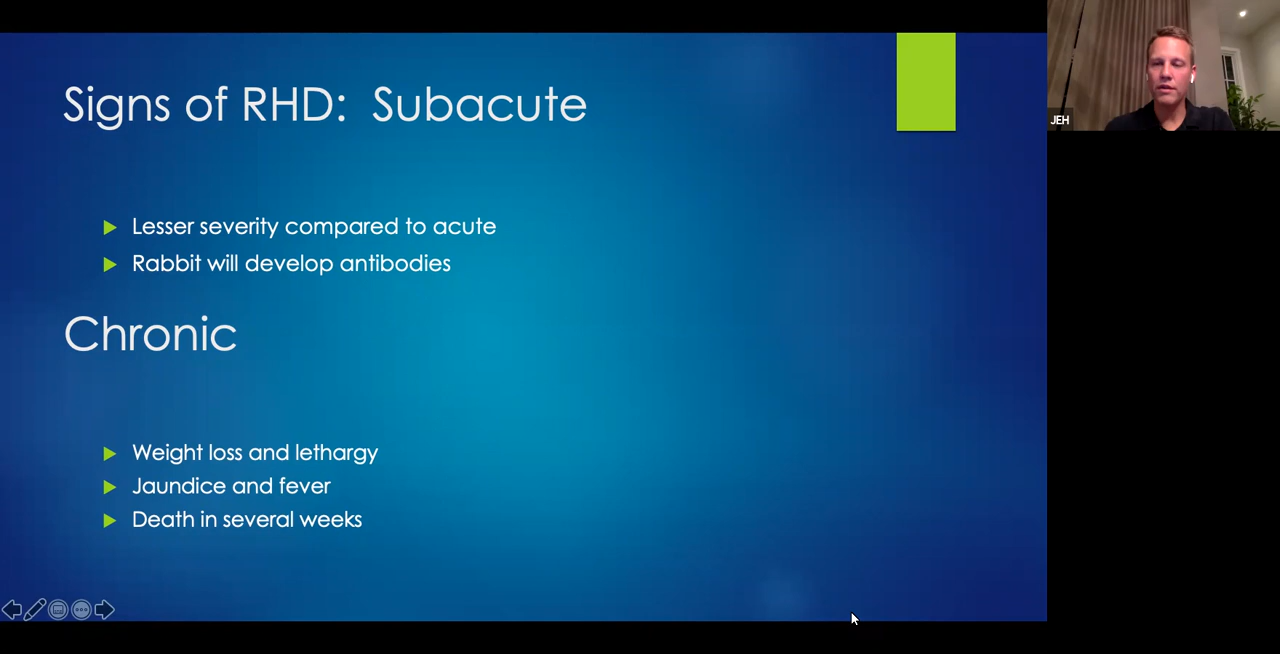 Signs of RHD: Subacute
Lesser severity compared to acute
Rabbit will develop antibodies
Chronic
Weight loss and lethargy
Jaundice and fever
Death in several weeks
JEH